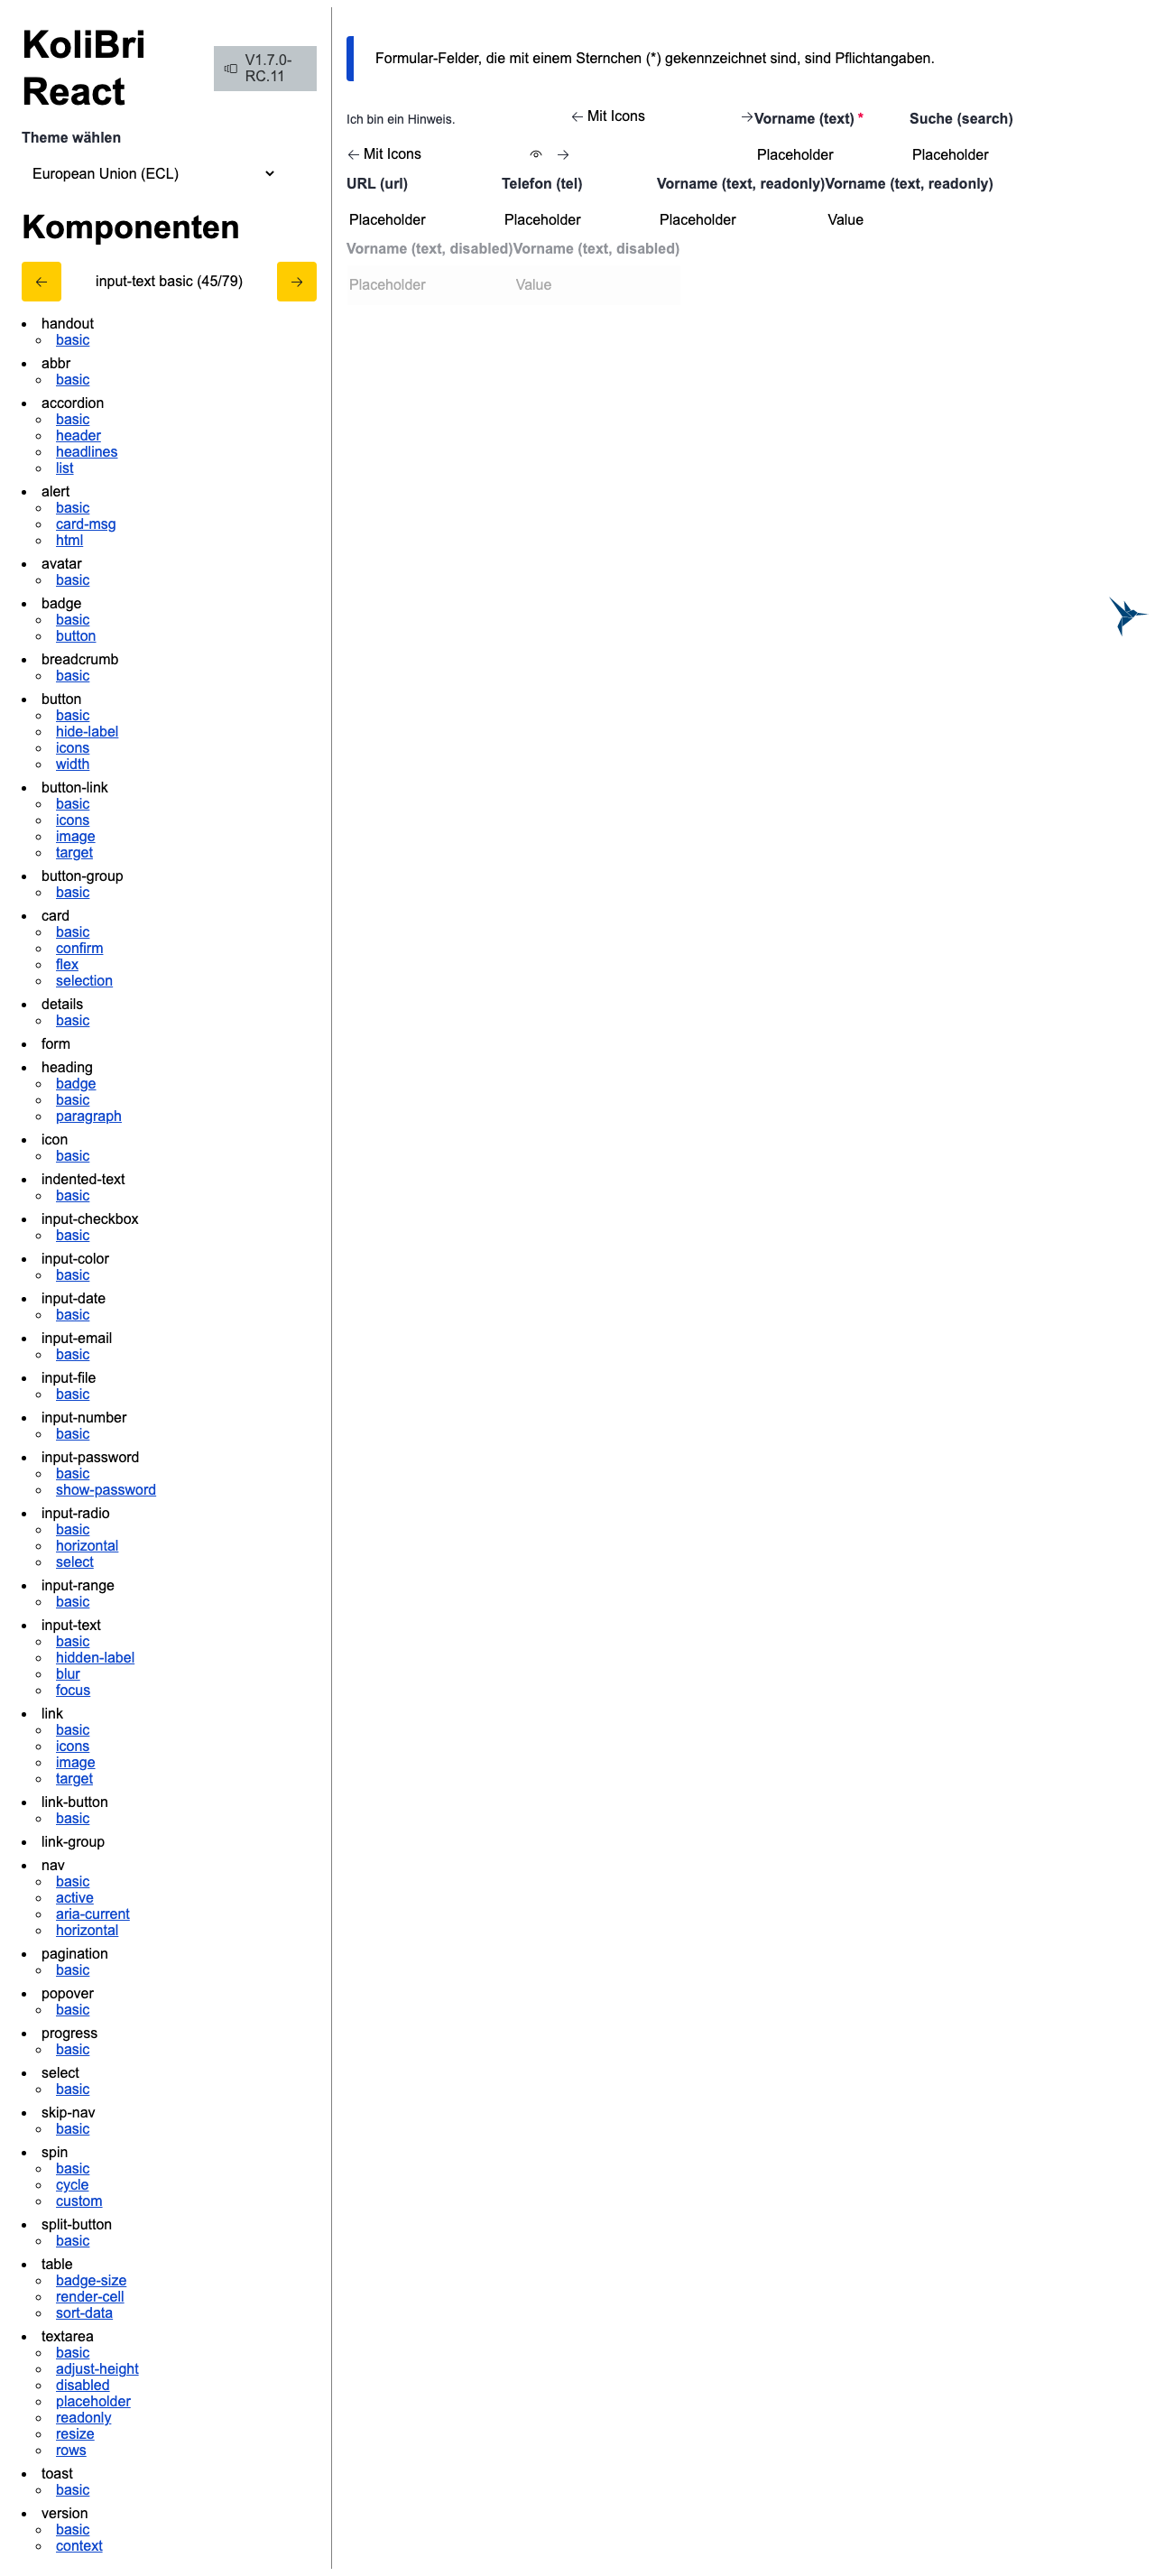 KoliBri
React
V1.7.0-
RC.11
Theme wählen
European Union (ECL)
Komponenten
input-text basic (45/79)
handout
basic
abbr
basic
accordion
basic
header
headlines
list
alert
basic
card-msg
html
avatar
basic
badge
basic
button
breadcrumb
basic
button
basic
hide-label
icons
width
button-link
basic
icons
image
target
button-group
basic
card
basic
confirm
flex
selection
details
basic
form
heading
badge
basic
paragraph
icon
basic
indented-text
basic
input-checkbox
basic
input-color
basic
input-date
basic
input-email
basic
input-file
basic
input-number
basic
input-password
basic
show-password
input-radio
basic
horizontal
select
input-range
basic
input-text
basic
hidden-label
blur
focus
link
basic
icons
image
target
link-button
basic
link-group
nav
basic
active
aria-current
horizontal
pagination
basic
popover
basic
progress
basic
select
basic
skip-nav
basic
spin
basic
cycle
custom
split-button
basic
table
badge-size
render-cell
sort-data
textarea
basic
adjust-height
disabled
placeholder
readonly
resize
rows
toast
basic
version
basic
context
Formular-Felder, die mit einem Sternchen (*) gekennzeichnet sind, sind Pflichtangaben.
Ich bin ein Hinweis. Mit Icons Vorname (text) * Suche (search)
Mit Icons Placeholder Placeholder
URL (url) Telefon (tel) Vorname (text, readonly) Vorname (text, readonly)
Placeholder Placeholder Placeholder Value
Vorname (text, disabled) Vorname (text, disabled)
Placeholder Value